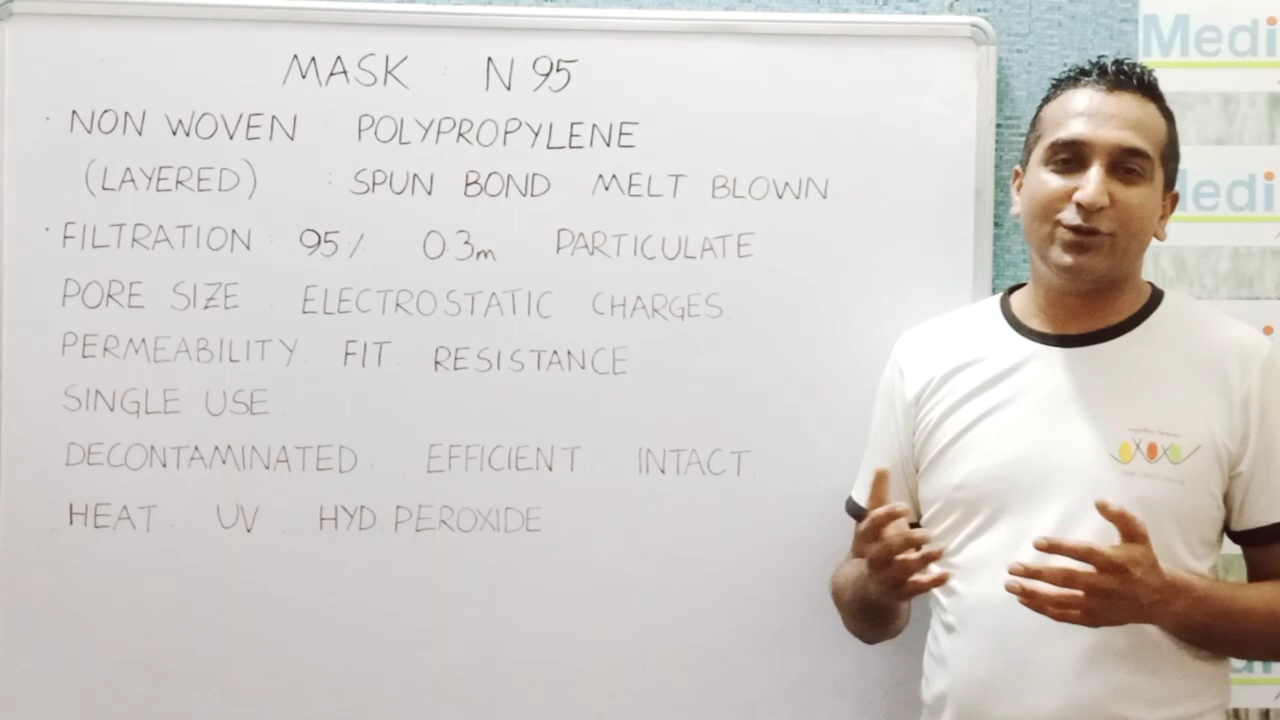 MASK : N 95
· NON WOVEN : POLYPROPYLENE
(LAYERED) : SPUN BOND MELT BLOWN
· FILTRATION : 95% 0.3m PARTICULATE
PORE SIZE ELECTROSTATIC CHARGES
PERMEABILITY FIT RESISTANCE
SINGLE USE
DECONTAMINATED EFFICIENT INTACT
HEAT UV HYD PEROXIDE
Medi
Medi